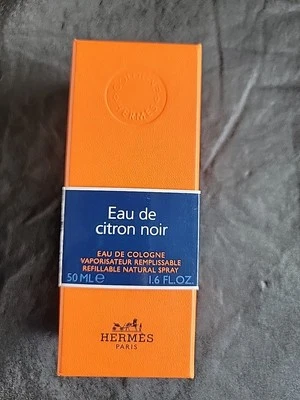 Eau de
citron noir
EAU DE COLOGNE
VAPORISATEUR REMPLISSABLE
REFILLABLE NATURAL SPRAY
50 ML e 1.6 FL.OZ.
HERMÈS
PARIS